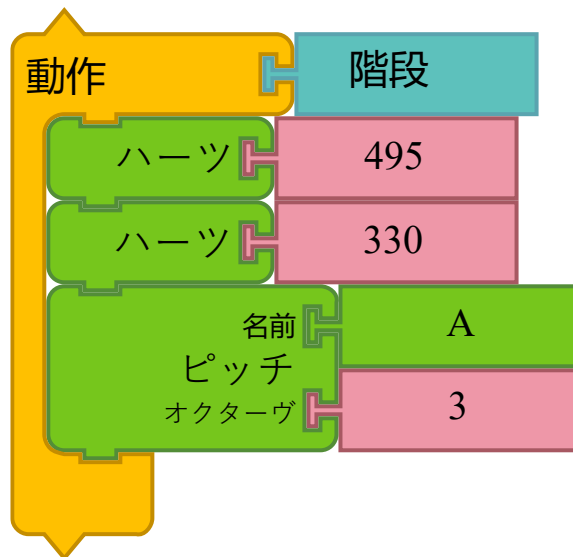 動作
階段
ハーツ 495
ハーツ 330
名前 A
ピッチ
オクターヴ 3